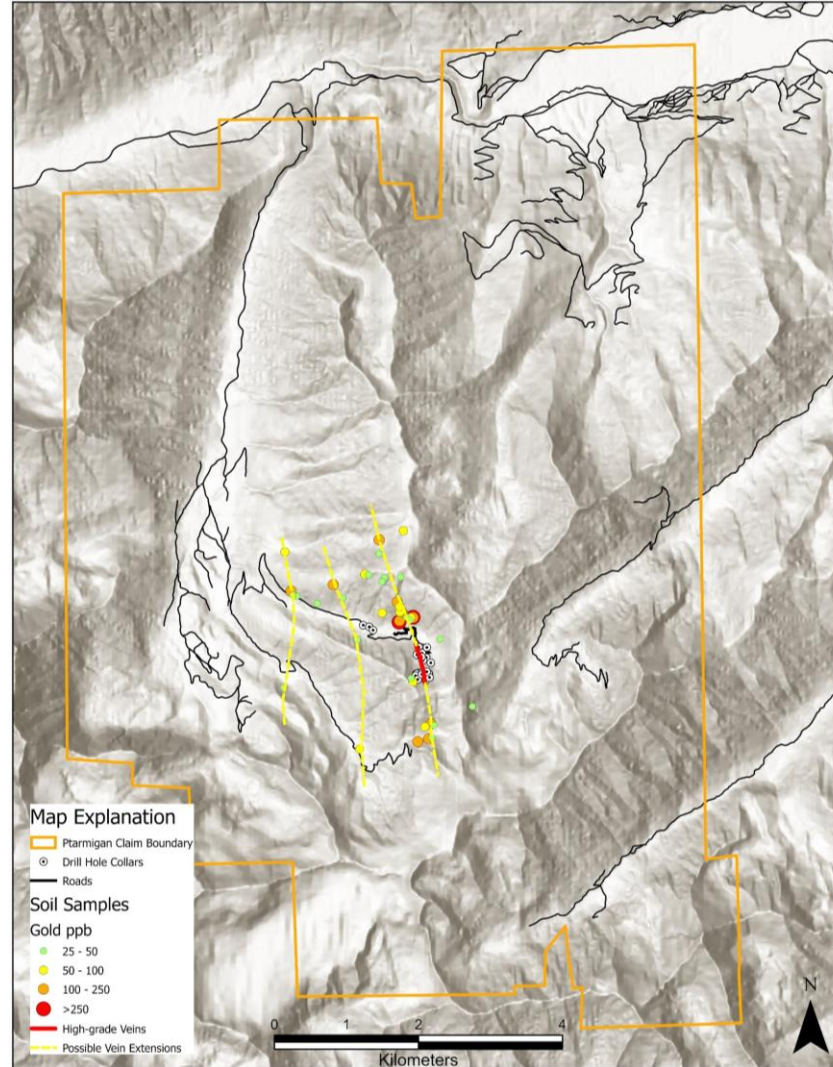 Map Explanation
Ptarmigan Claim Boundary
Drill Hole Collars
Roads
Soil Samples
Gold ppb
25 - 50
50 - 100
100 - 250
>250
High-grade Veins
Possible Vein Extensions
0 1 2 4
Kilometers
N